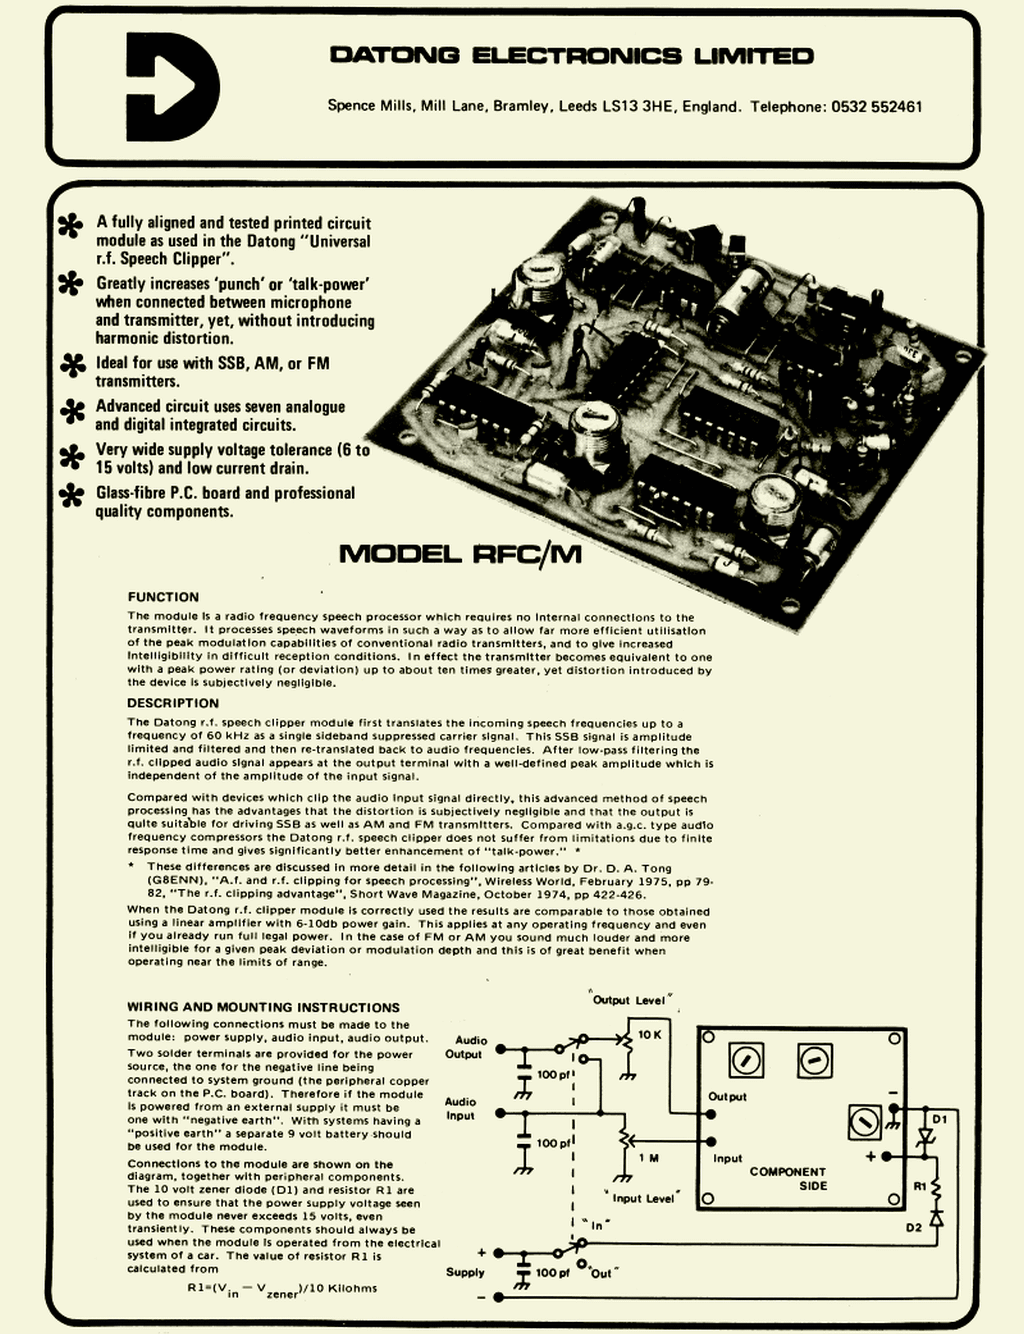 DATONG ELECTRONICS LIMITED
Spence Mills, Mill Lane, Bramley, Leeds LS13 3HE, England. Telephone: 0532 552461
A fully aligned and tested printed circuit
module as used in the Datong "Universal
r.f. Speech Clipper".
Greatly increases 'punch' or 'talk-power'
when connected between microphone
and transmitter, yet, without introducing
harmonic distortion.
Ideal for use with SSB, AM, or FM
transmitters.
Advanced circuit uses seven analogue
and digital integrated circuits.
Very wide supply voltage tolerance (6 to
15 volts) and low current drain.
Glass-fibre P.C. board and professional
quality components.
MODEL RFC/M
FUNCTION
The module is a radio frequency speech processor which requires no internal connections to the
transmitter. It processes speech waveforms in such a way as to allow far more efficient utilisation
of the peak modulation capabilities of conventional radio transmitters, and to give increased
intelligibility in difficult reception conditions. In effect the transmitter becomes equivalent to one
with a peak power rating (or deviation) up to about ten times greater, yet distortion introduced by
the device is subjectively negligible.
DESCRIPTION
The Datong r.f. speech clipper module first translates the incoming speech frequencies up to a
frequency of 60 kHz as a single sideband suppressed carrier signal. This SSB signal is amplitude
limited and filtered and then re-translated back to audio frequencies. After low-pass filtering the
r.f. clipped audio signal appears at the output terminal with a well-defined peak amplitude which is
independent of the amplitude of the input signal.
Compared with devices which clip the audio input signal directly, this advanced method of speech
processing has the advantages that the distortion is subjectively negligible and that the output is
quite suitable for driving SSB as well as AM and FM transmitters. Compared with a.g.c. type audio
frequency compressors the Datong r.f. speech clipper does not suffer from limitations due to finite
response time and gives significantly better enhancement of "talk-power." *
* These differences are discussed in more detail in the following articles by Dr. D. A. Tong
(G8ENN), "A.f. and r.f. clipping for speech processing", Wireless World, February 1975, pp 79-
82, "The r.f. clipping advantage", Short Wave Magazine, October 1974, pp 422-426.
When the Datong r.f. clipper module is correctly used the results are comparable to those obtained
using a linear amplifier with 6-10db power gain. This applies at any operating frequency and even
if you already run full legal power. In the case of FM or AM you sound much louder and more
intelligible for a given peak deviation or modulation depth and this is of great benefit when
operating near the limits of range.
WIRING AND MOUNTING INSTRUCTIONS
The following connections must be made to the
module: power supply, audio input, audio output.
Two solder terminals are provided for the power
source, the one for the negative line being
connected to system ground (the peripheral copper
track on the P.C. board). Therefore if the module
is powered from an external supply it must be
one with "negative earth". With systems having a
"positive earth" a separate 9 volt battery should
be used for the module.
Connections to the module are shown on the
diagram, together with peripheral components.
The 10 volt zener diode (D1) and resistor R1 are
used to ensure that the power supply voltage seen
by the module never exceeds 15 volts, even
transiently. These components should always be
used when the module is operated from the electrical
system of a car. The value of resistor R1 is
calculated from
R1=(Vin — Vzener)/10 Kilohms
"Output Level"
Audio
Output
10 K
100 pf
Audio
Input
100 pf
1 M
"Input Level"
Output
Input
COMPONENT
SIDE
−
+
D1
R1
D2
"In"
+
Supply
100 pf
"Out"
−